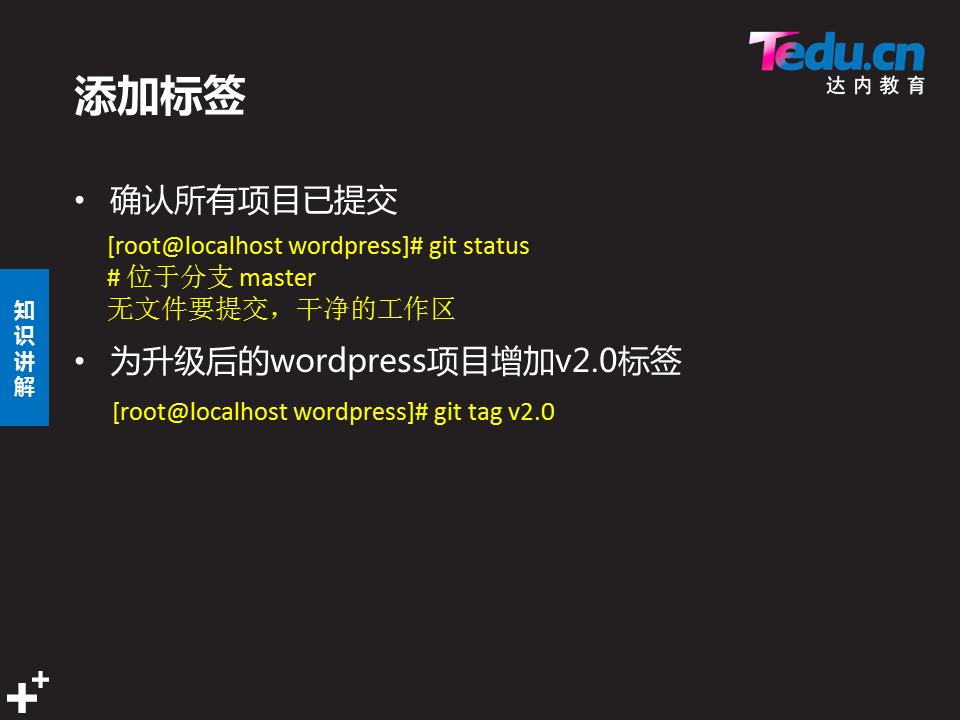 Tedu.cn
达内教育
添加标签
• 确认所有项目已提交
[root@localhost wordpress]# git status
# 位于分支 master
无文件要提交，干净的工作区
知识讲解
• 为升级后的wordpress项目增加v2.0标签
[root@localhost wordpress]# git tag v2.0